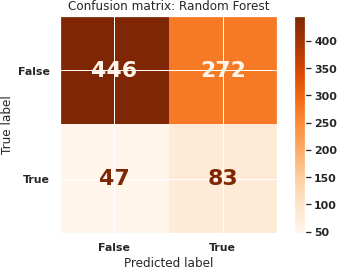 Confusion matrix: Random Forest
True label
False
446 272
True
47 83
False True
Predicted label
400
350
300
250
200
150
100
50